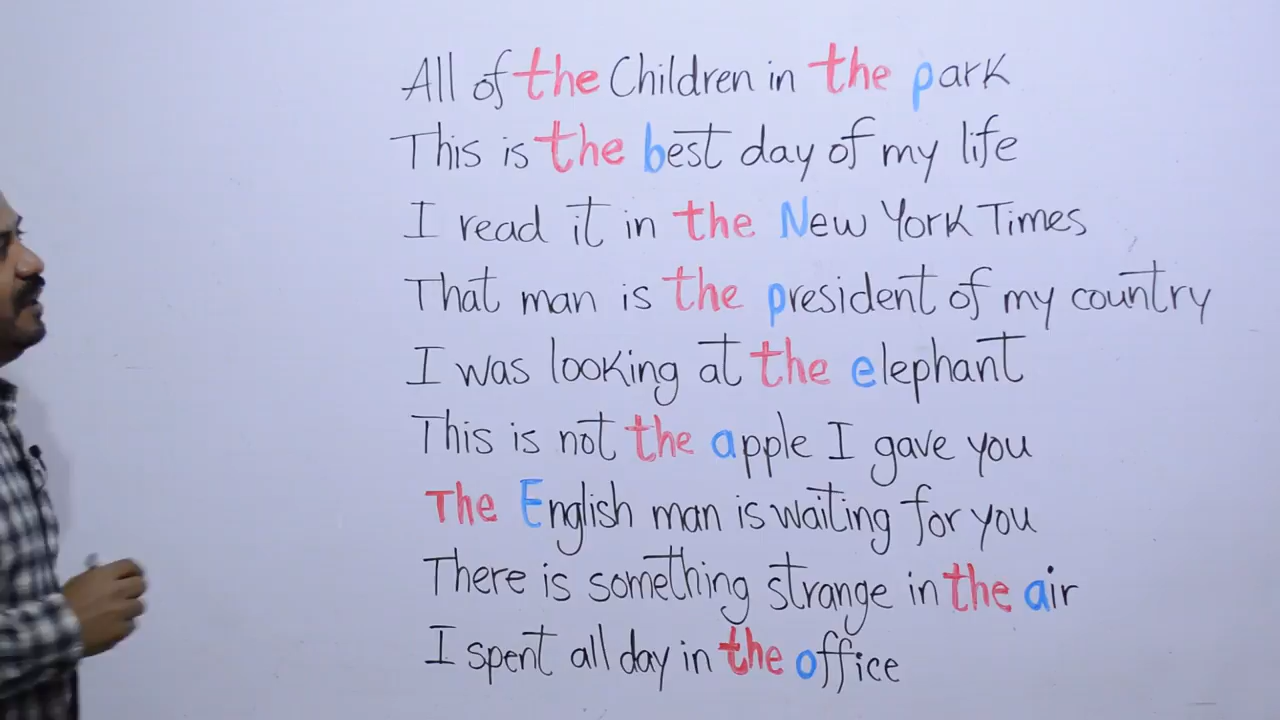 All of the Children in the park
This is the best day of my life
I read it in the New York Times
That man is the president of my country
I was looking at the elephant
This is not the apple I gave you
The English man is waiting for you
There is something strange in the air
I spent all day in the office